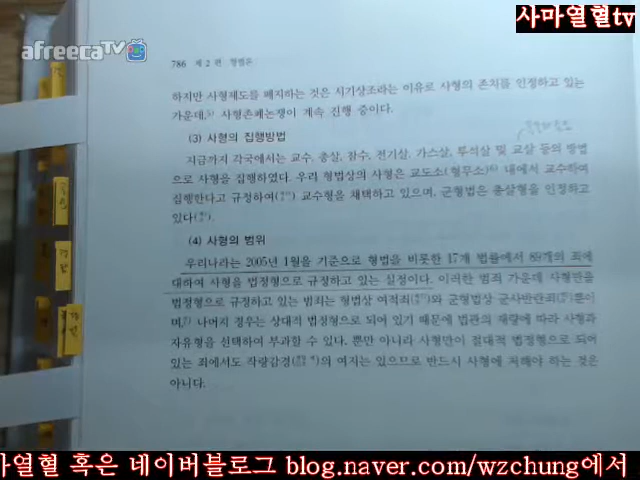 사마열혈tv
afreecaTV
786 제 2 편 형벌론
하지만 사형제도를 폐지하는 것은 시기상조라는 이유로 사형의 존치를 인정하고 있는
가운데, 사형존폐논쟁이 계속 진행 중이다.
(3) 사형의 집행방법
지금까지 각국에서는 교수, 총살, 참수, 전기살, 가스살, 투석살 및 교살 등의 방법
으로 사형을 집행하였다. 우리 형법상의 사형은 교도소(형무소) 내에서 교수하여
집행한다고 규정하여 교수형을 채택하고 있으며, 군형법은 총살형을 인정하고
있다
(4) 사형의 범위
우리나라는 2005년 1월을 기준으로 형법을 비롯한 17개 법률에서 89개의 죄에
대하여 사형을 법정형으로 규정하고 있는 실정이다. 이러한 범죄 가운데 사형만을
법정형으로 규정하고 있는 범죄는 형법상 여적죄와 군형법상 군사반란죄뿐이
며, 나머지 경우는 상대적 법정형으로 되어 있기 때문에 법관의 재량에 따라 사형과
자유형을 선택하여 부과할 수 있다. 뿐만 아니라 사형만이 절대적 법정형으로 되어
있는 죄에서도 작량감경의 여지는 있으므로 반드시 사형에 처해야 하는 것은
아니다.
사열혈 혹은 네이버블로그 blog.naver.com/wzchung에서